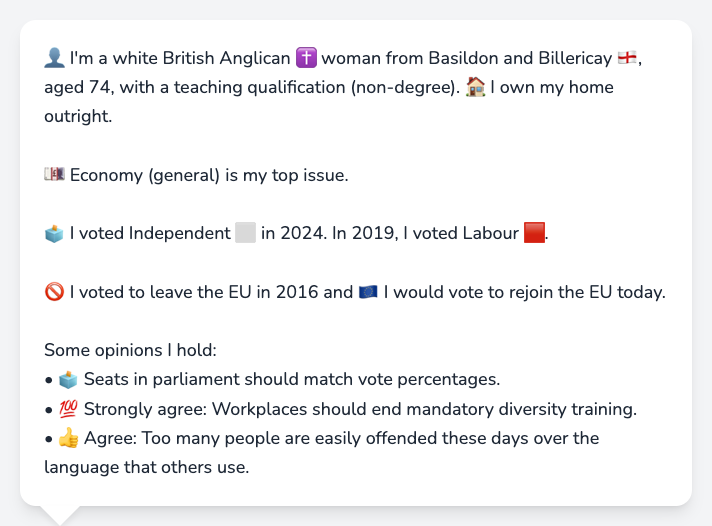 👤 I'm a white British Anglican ✝️ woman from Basildon and Billericay 🏴󠁧󠁢󠁥󠁮󠁧󠁿,
aged 74, with a teaching qualification (non-degree). 🏠 I own my home
outright.
💷 Economy (general) is my top issue.
🗳️ I voted Independent ⬜ in 2024. In 2019, I voted Labour 🟥.
🚫 I voted to leave the EU in 2016 and 🇪🇺 I would vote to rejoin the EU today.
Some opinions I hold:
• 🗳️ Seats in parliament should match vote percentages.
• 💯 Strongly agree: Workplaces should end mandatory diversity training.
• 👍 Agree: Too many people are easily offended these days over the
language that others use.